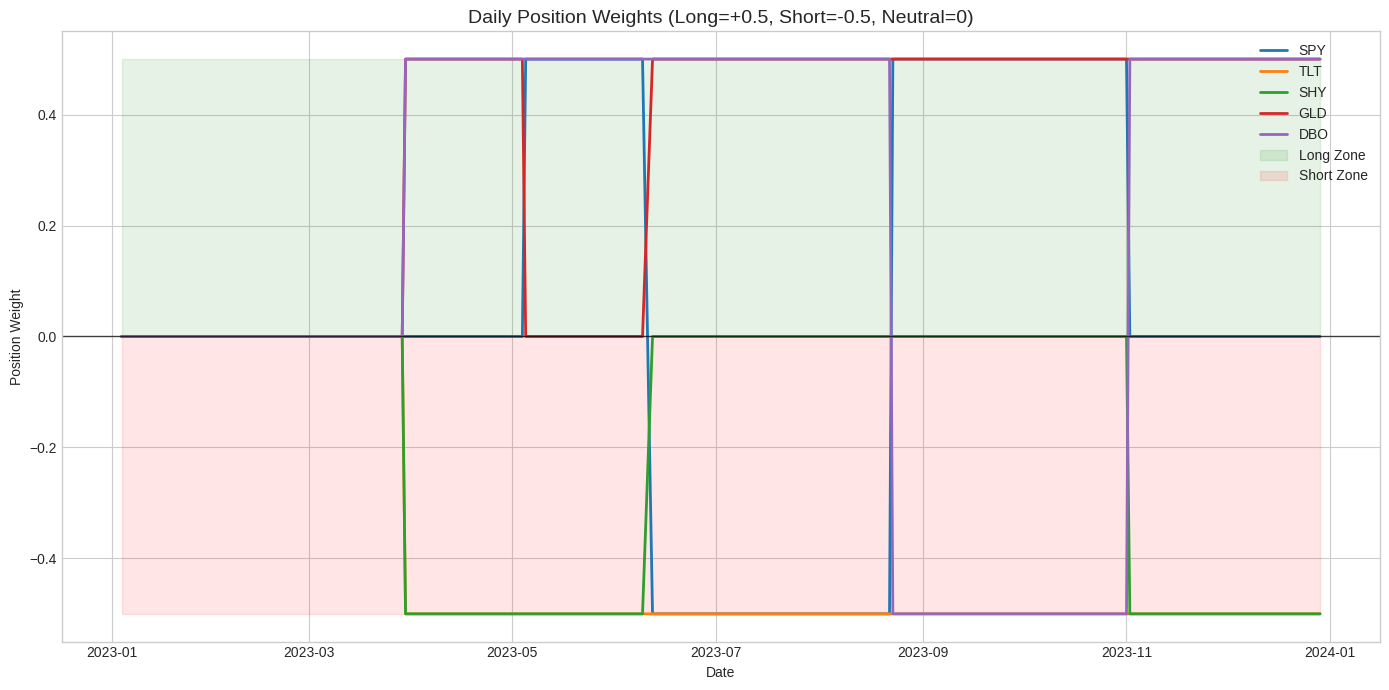 Daily Position Weights (Long=+0.5, Short=-0.5, Neutral=0)
SPY
TLT
SHY
GLD
DBO
Long Zone
Short Zone
Position Weight
0.4
0.2
0.0
−0.2
−0.4
2023-01
2023-03
2023-05
2023-07
2023-09
2023-11
2024-01
Date